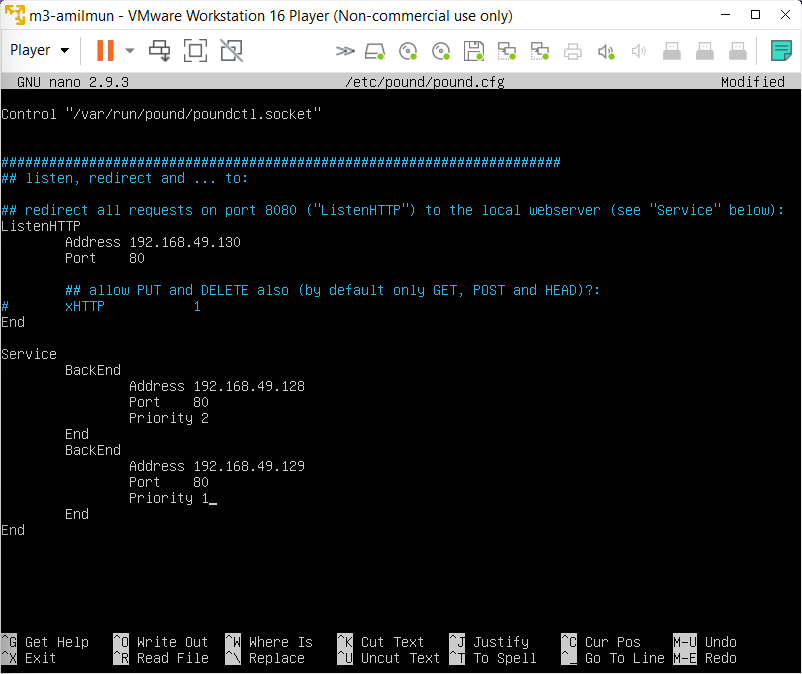 m3-amilmun - VMware Workstation 16 Player (Non-commercial use only)
Player
GNU nano 2.9.3 /etc/pound/pound.cfg Modified
Control "/var/run/pound/poundctl.socket"
######################################################################
## listen, redirect and ... to:
## redirect all requests on port 8080 ("ListenHTTP") to the local webserver (see "Service" below):
ListenHTTP
Address 192.168.49.130
Port 80
## allow PUT and DELETE also (by default only GET, POST and HEAD)?:
# xHTTP 1
End
Service
BackEnd
Address 192.168.49.128
Port 80
Priority 2
End
BackEnd
Address 192.168.49.129
Port 80
Priority 1_
End
End
^G Get Help ^O Write Out ^W Where Is ^K Cut Text ^J Justify ^C Cur Pos M-U Undo
^X Exit ^R Read File ^\ Replace ^U Uncut Text ^T To Spell ^_ Go To Line M-E Redo